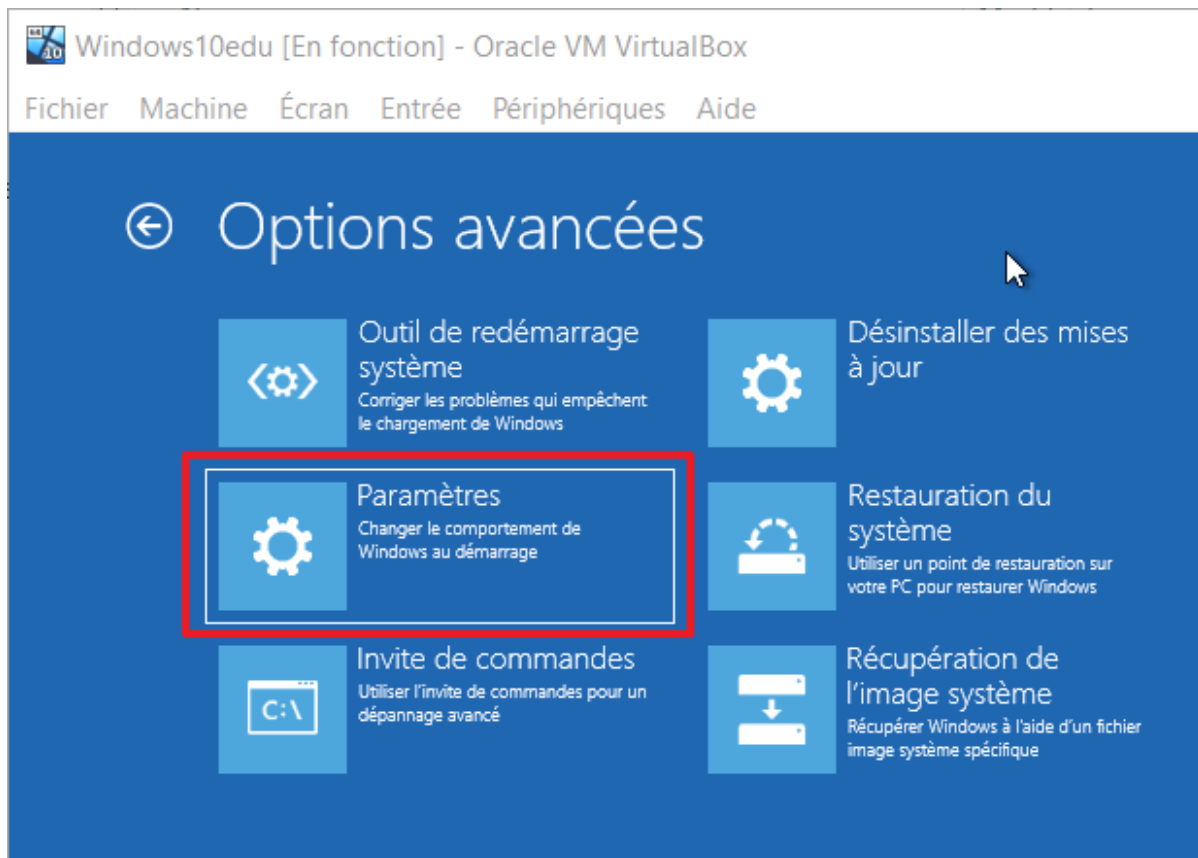 Windows10edu [En fonction] - Oracle VM VirtualBox
Fichier Machine Écran Entrée Périphériques Aide
Options avancées
Outil de redémarrage
système
Corriger les problèmes qui empêchent
le chargement de Windows
Désinstaller des mises
à jour
Paramètres
Changer le comportement de
Windows au démarrage
Restauration du
système
Utiliser un point de restauration sur
votre PC pour restaurer Windows
C:\
Invite de commandes
Utiliser l'invite de commandes pour un
dépannage avancé
Récupération de
l'image système
Récupérer Windows à l'aide d'un fichier
image système spécifique